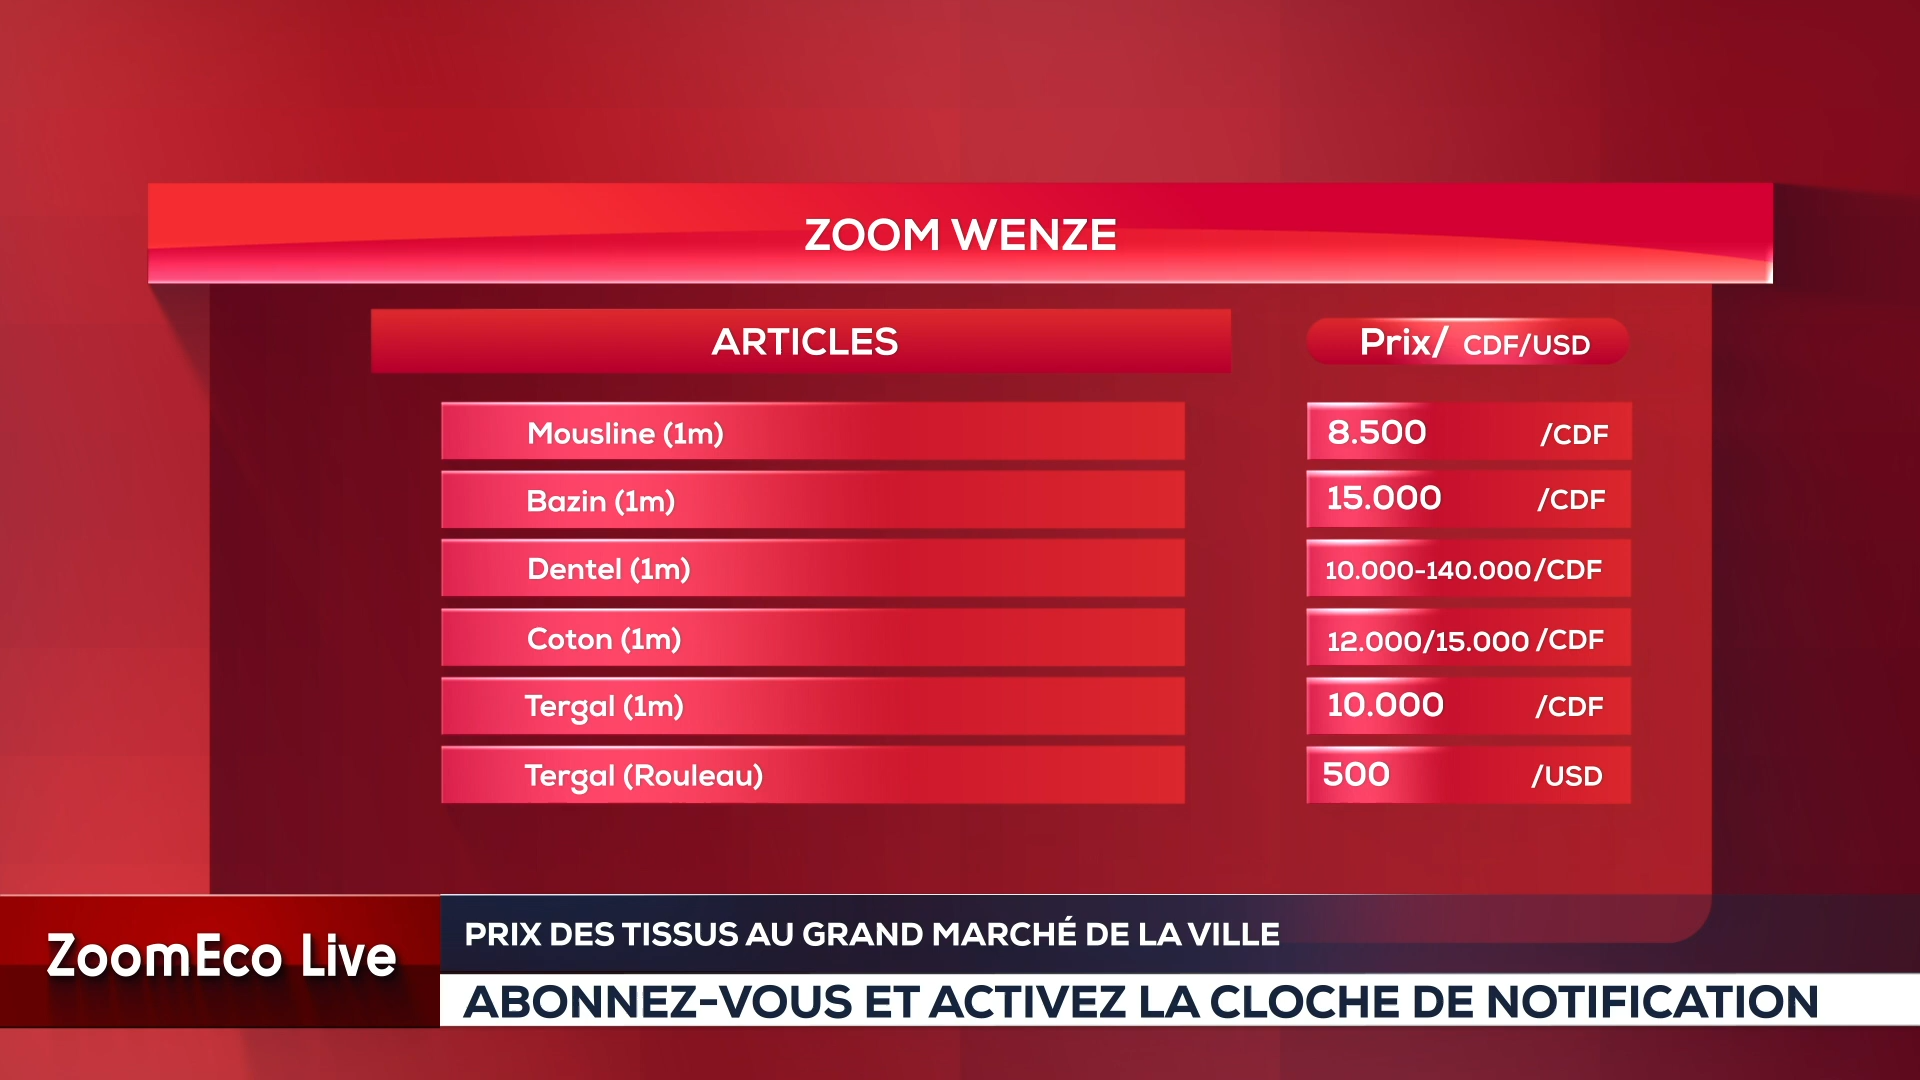 ZOOM WENZE
ARTICLES Prix/ CDF/USD
Mousline (1m) 8.500 /CDF
Bazin (1m) 15.000 /CDF
Dentel (1m) 10.000-140.000/CDF
Coton (1m) 12.000/15.000 /CDF
Tergal (1m) 10.000 /CDF
Tergal (Rouleau) 500 /USD
PRIX DES TISSUS AU GRAND MARCHÉ DE LA VILLE
ZoomEco Live
ABONNEZ-VOUS ET ACTIVEZ LA CLOCHE DE NOTIFICATION